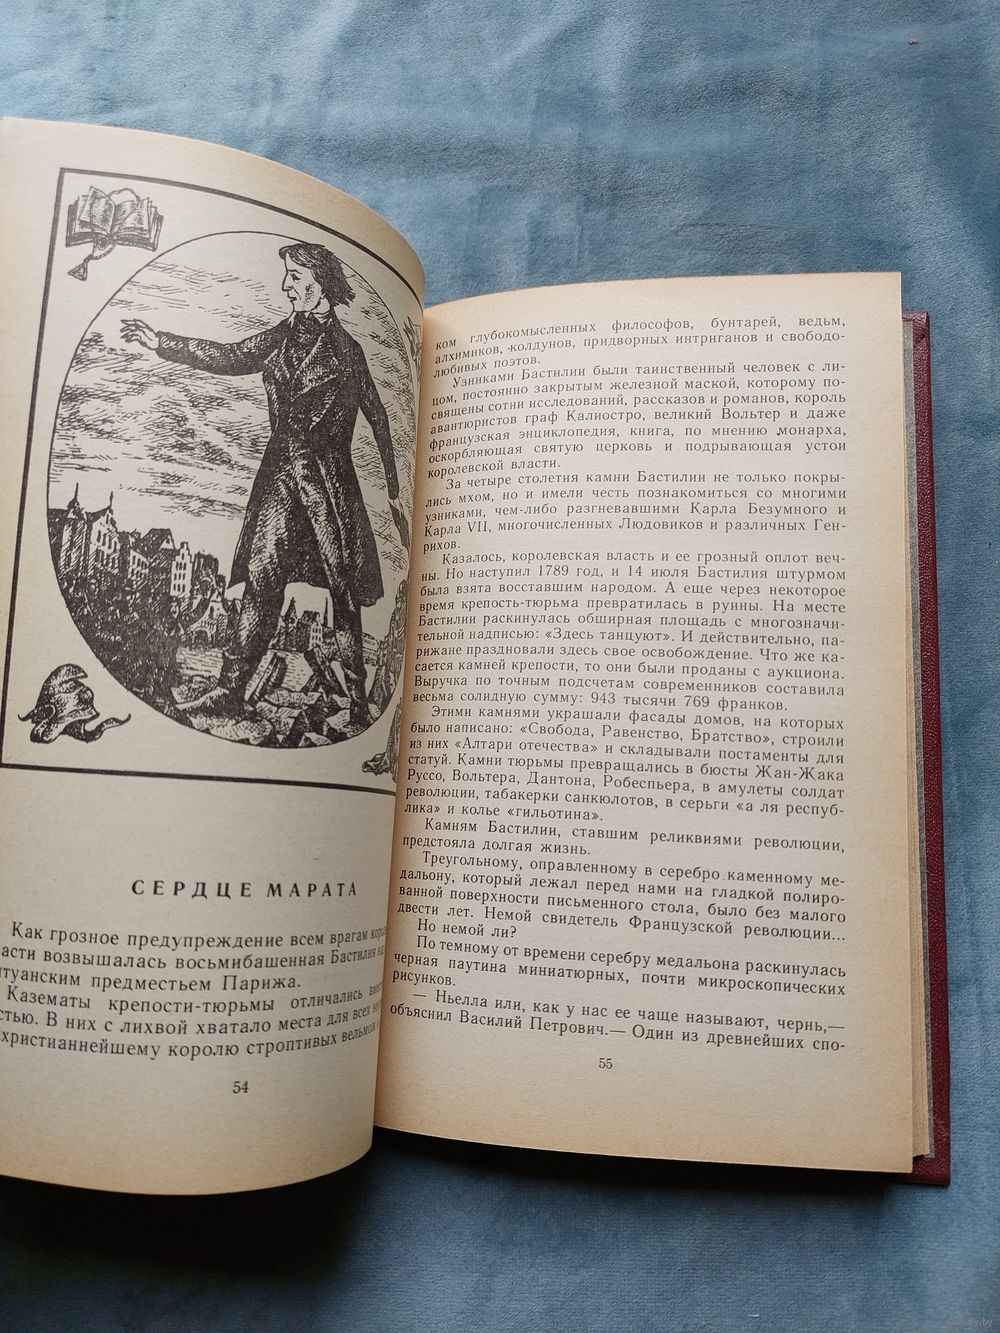 СЕРДЦЕ МАРАТА
Как грозное предупреждение всем врагам
власти возвышалась восьмибашенная Бастилия
предместьем Парижа.
Казематы крепости-тюрьмы отличались
В них с лихвой хватало места для всех
королю строптивых
54
ком глубокомысленных философов, бунтарей, ведьм,
алхимиков, колдунов, придворных интриганов и свободо-
любивых поэтов.
Узниками Бастилии были таинственный человек с ли-
цом, постоянно закрытым железной маской, которому по-
священы сотни исследований, рассказов и романов, король
авантюристов граф Калиостро, великий Вольтер и даже
французская энциклопедия, книга, по мнению монарха,
оскорбляющая святую церковь и подрывающая устои
королевской власти.
За четыре столетия камни Бастилии не только покры-
лись мхом, но и имели честь познакомиться со многими
узниками, чем-либо разгневавшими Карла Безумного и
Карла VII, многочисленных Людовиков и различных Ген-
рихов.
Казалось, королевская власть и ее грозный оплот веч-
ны. Но наступил 1789 год, и 14 июля Бастилия штурмом
была взята восставшим народом. А еще через некоторое
время крепость-тюрьма превратилась в руины. На месте
Бастилии раскинулась обширная площадь с многозначи-
тельной надписью: «Здесь танцуют». И действительно, па-
рижане праздновали здесь свое освобождение. Что же ка-
сается камней крепости, то они были проданы с аукциона.
Выручка по точным подсчетам современников составила
весьма солидную сумму: 943 тысячи 769 франков.
Этими камнями украшали фасады домов, на которых
было написано: «Свобода, Равенство, Братство», строили
из них «Алтари отечества» и складывали постаменты для
статуй. Камни тюрьмы превращались в бюсты Жан-Жака
Руссо, Вольтера, Дантона, Робеспьера, в амулеты солдат
революции, табакерки санкюлотов, в серьги «а ля респуб-
лика» и колье «гильотина».
Камням Бастилии, ставшим реликвиями революции,
предстояла долгая жизнь.
Треугольному, оправленному в серебро каменному ме-
дальону, который лежал перед нами на гладкой полиро-
ванной поверхности письменного стола, было без малого
двести лет. Немой свидетель Французской революции...
Но немой ли?
По темному от времени серебру медальона раскинулась
черная паутина миниатюрных, почти микроскопических
рисунков.
— Ньелла или, как у нас ее чаще называют, чернь,—
объяснил Василий Петрович.— Один из древнейших спо-
55
www.ay.by